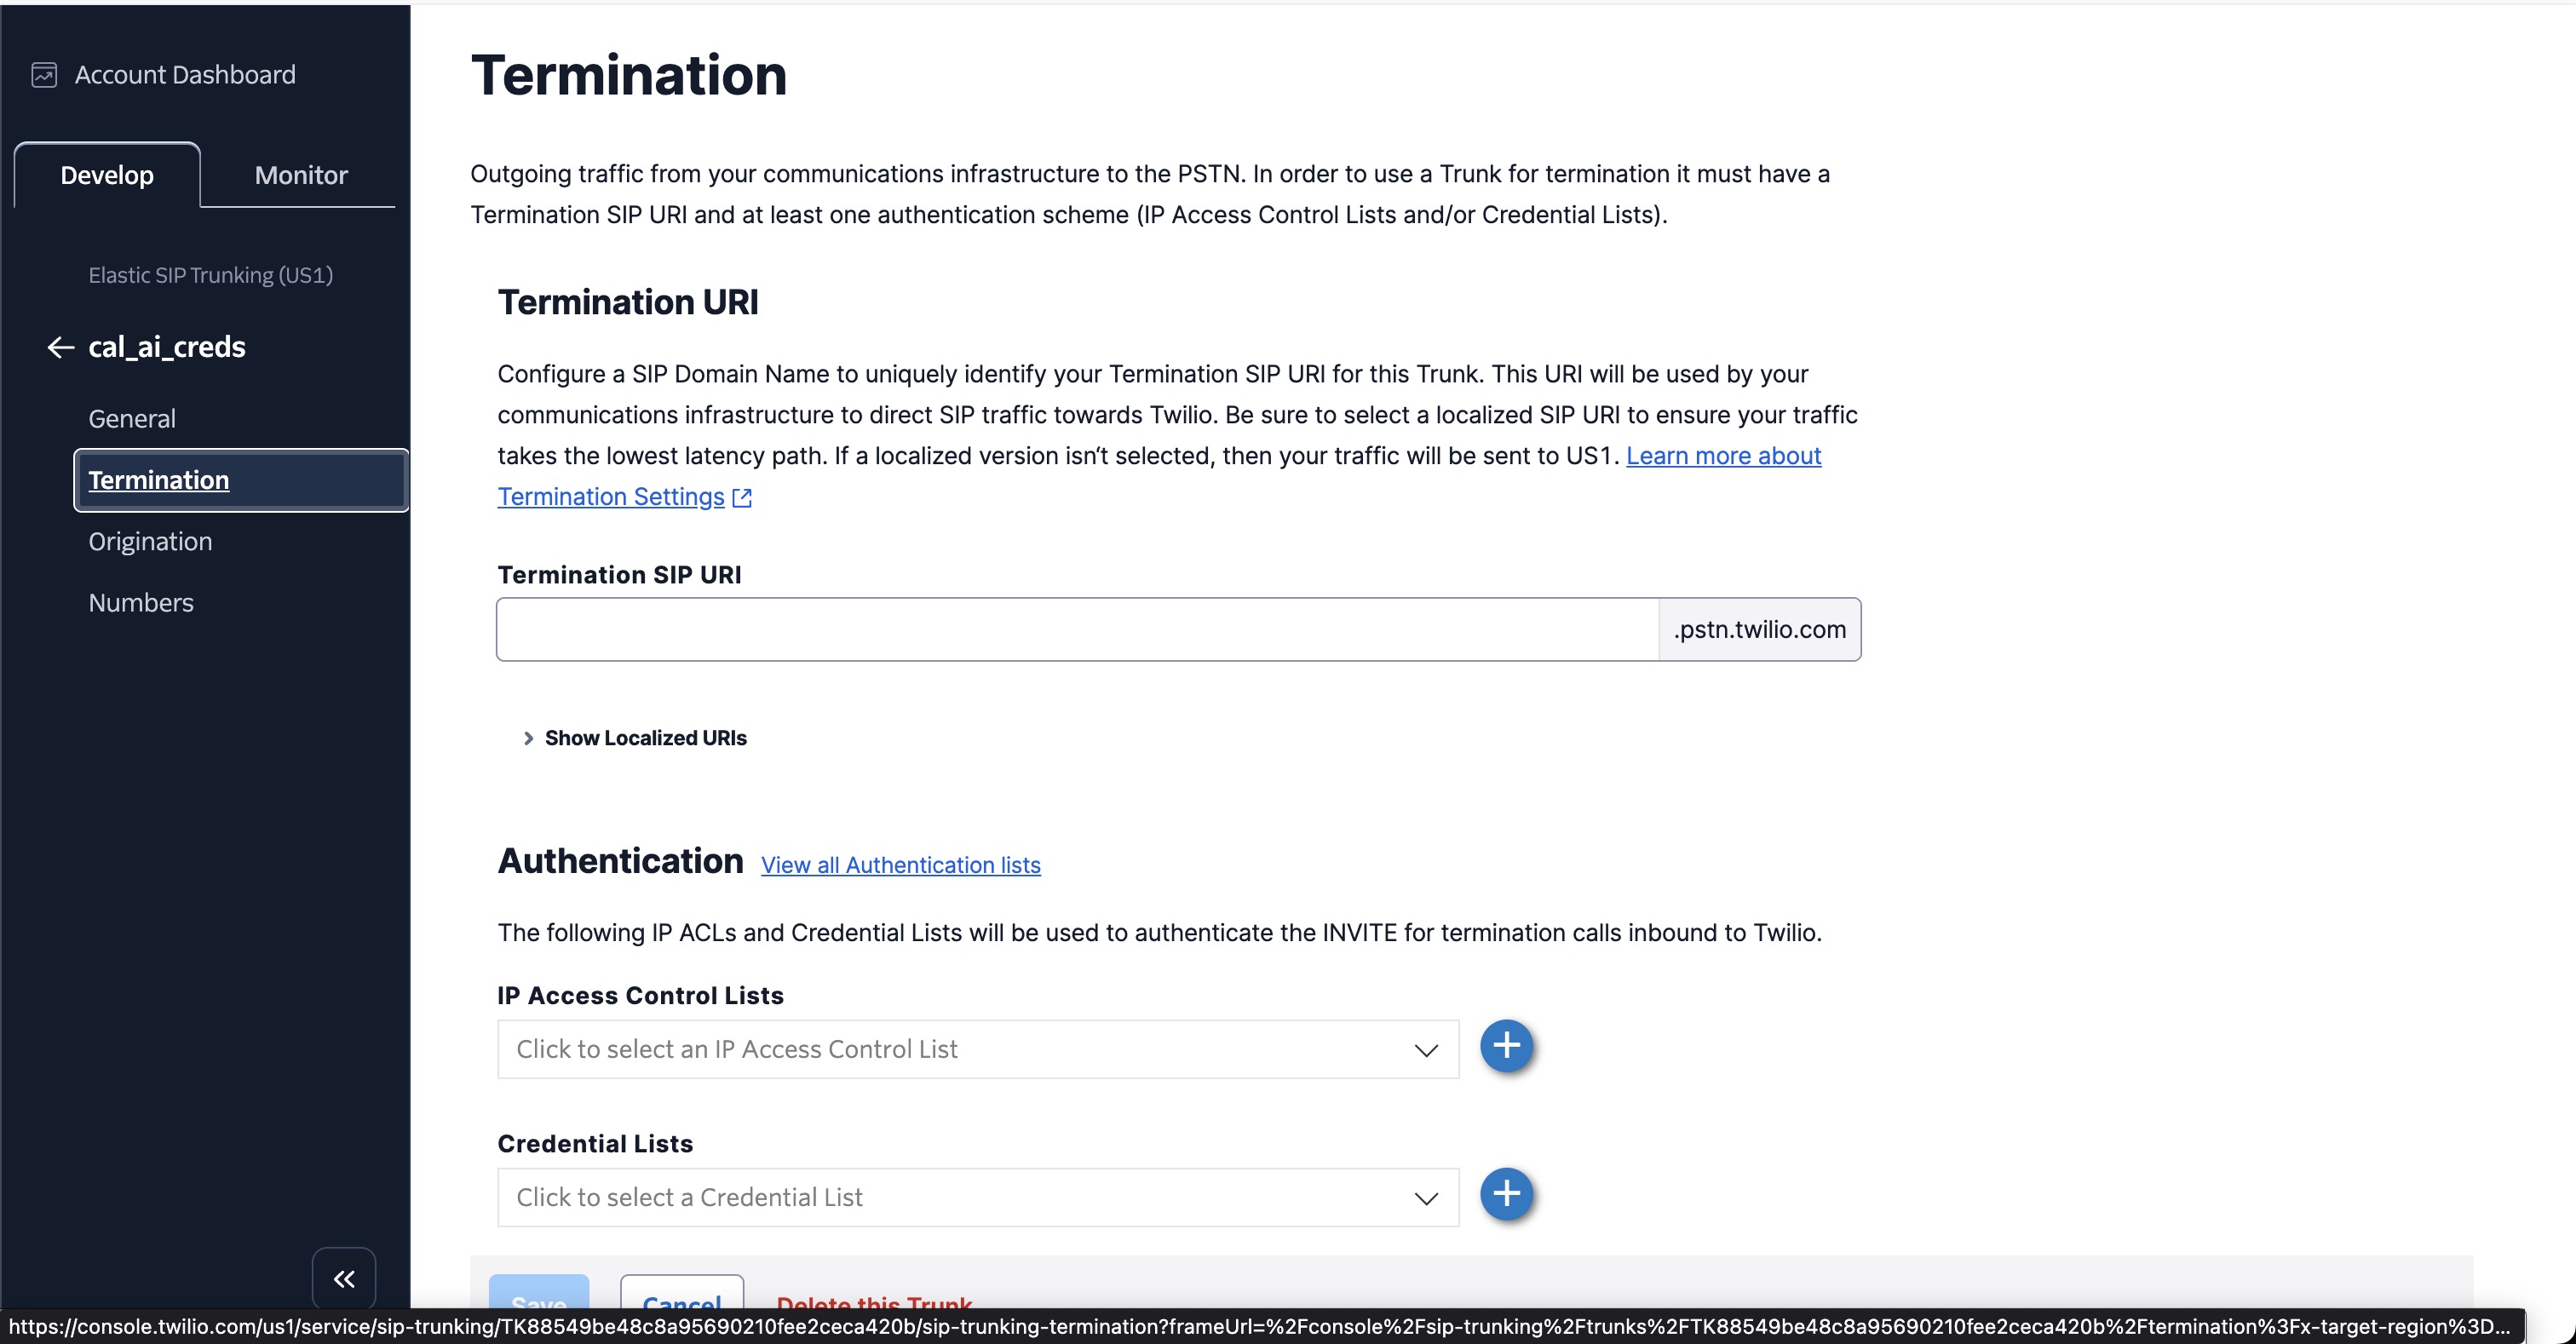 Account Dashboard
Develop
Monitor
Elastic SIP Trunking (US1)
cal_ai_creds
General
Termination
Origination
Numbers
Termination
Outgoing traffic from your communications infrastructure to the PSTN. In order to use a Trunk for termination it must have a
Termination SIP URI and at least one authentication scheme (IP Access Control Lists and/or Credential Lists).
Termination URI
Configure a SIP Domain Name to uniquely identify your Termination SIP URI for this Trunk. This URI will be used by your
communications infrastructure to direct SIP traffic towards Twilio. Be sure to select a localized SIP URI to ensure your traffic
takes the lowest latency path. If a localized version isn't selected, then your traffic will be sent to US1. Learn more about
Termination Settings
Termination SIP URI
.pstn.twilio.com
Show Localized URIs
Authentication View all Authentication lists
The following IP ACLs and Credential Lists will be used to authenticate the INVITE for termination calls inbound to Twilio.
IP Access Control Lists
Click to select an IP Access Control List
Credential Lists
Click to select a Credential List
Save
Cancel
Delete this Trunk
https://console.twilio.com/us1/service/sip-trunking/TK88549be48c8a95690210fee2ceca420b/sip-trunking-termination?frameUrl=%2Fconsole%2Fsip-trunking%2Ftrunks%2FTK88549be48c8a95690210fee2ceca420b%2Ftermination%3Fx-target-region%3D...